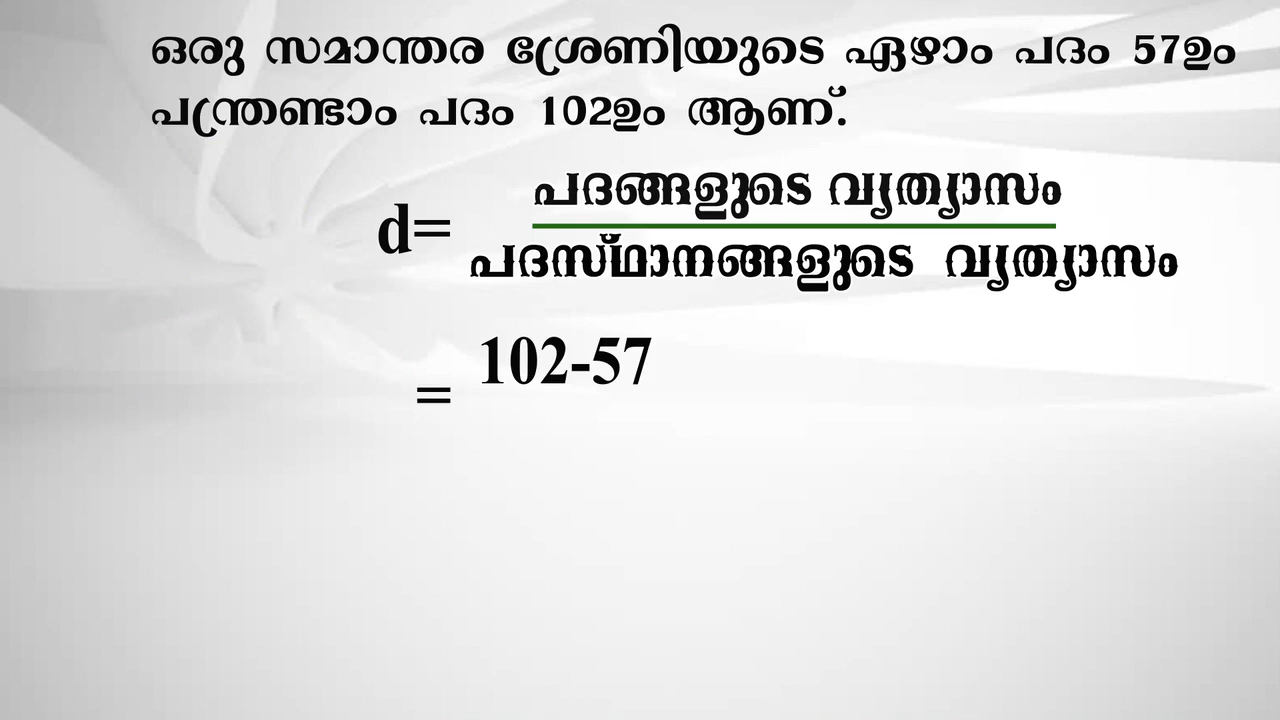 ഒരു സമാന്തര ശ്രേണിയുടെ ഏഴാം പദം 57ഉം
പന്ത്രണ്ടാം പദം 102ഉം ആണ്.
d= പദങ്ങളുടെ വ്യത്യാസം
പദസ്ഥാനങ്ങളുടെ വ്യത്യാസം
= 102-57